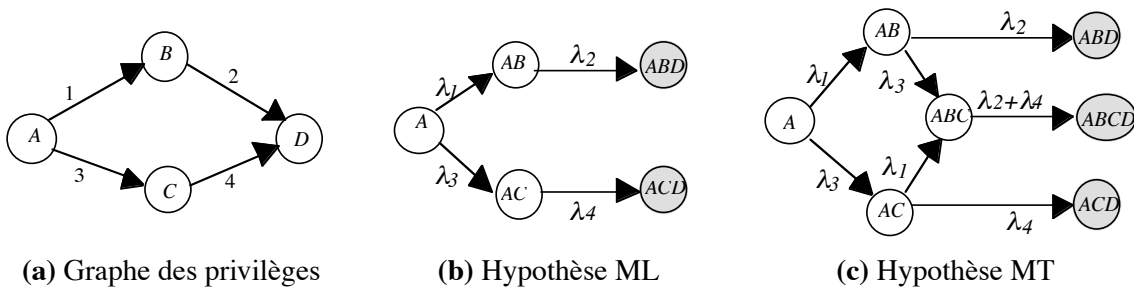 A
B
C
D
1
2
3
4
(a) Graphe des privilèges
A
AB
AC
ABD
ACD
λ1
λ2
λ3
λ4
(b) Hypothèse ML
A
AB
AC
ABC
ABD
ABCD
ACD
λ1
λ2
λ3
λ2+λ4
λ1
λ3
λ4
(c) Hypothèse MT